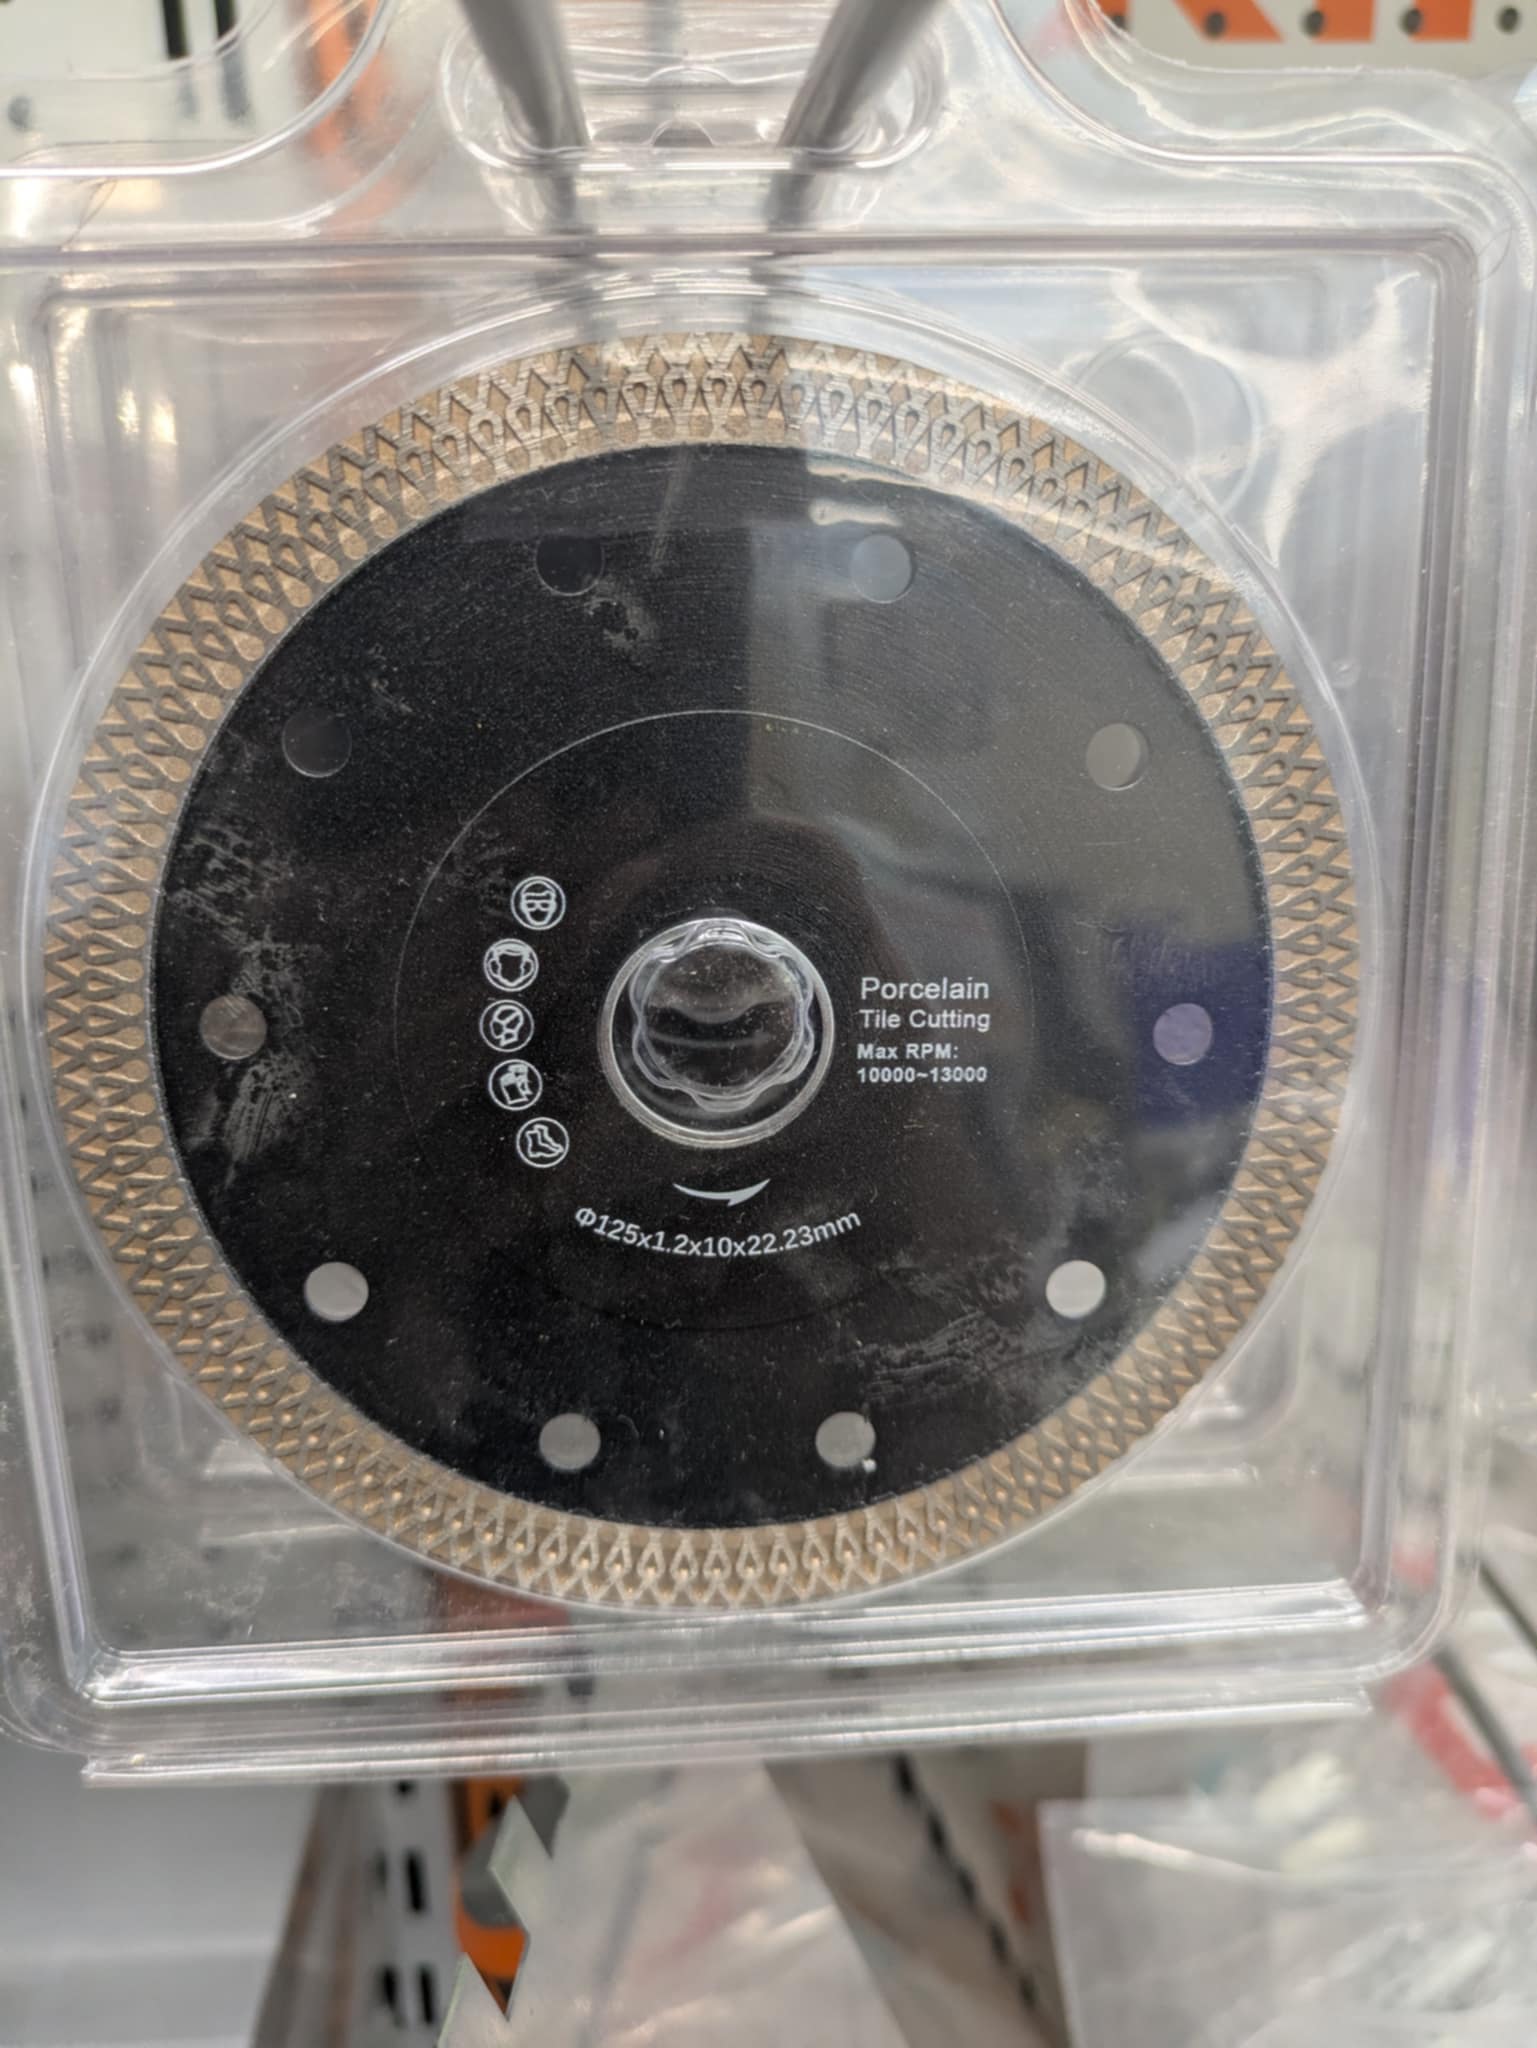 Porcelain
Tile Cutting
Max RPM:
10000~13000
Φ125x1.2x10x22.23mm